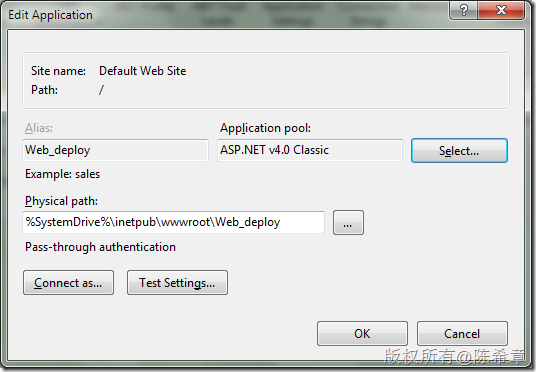 Edit Application
Site name: Default Web Site
Path: /
Alias: Application pool:
Web_deploy ASP.NET v4.0 Classic Select...
Example: sales
Physical path:
%SystemDrive%\inetpub\wwwroot\Web_deploy ...
Pass-through authentication
Connect as... Test Settings...
OK Cancel
版权所有@陈希章